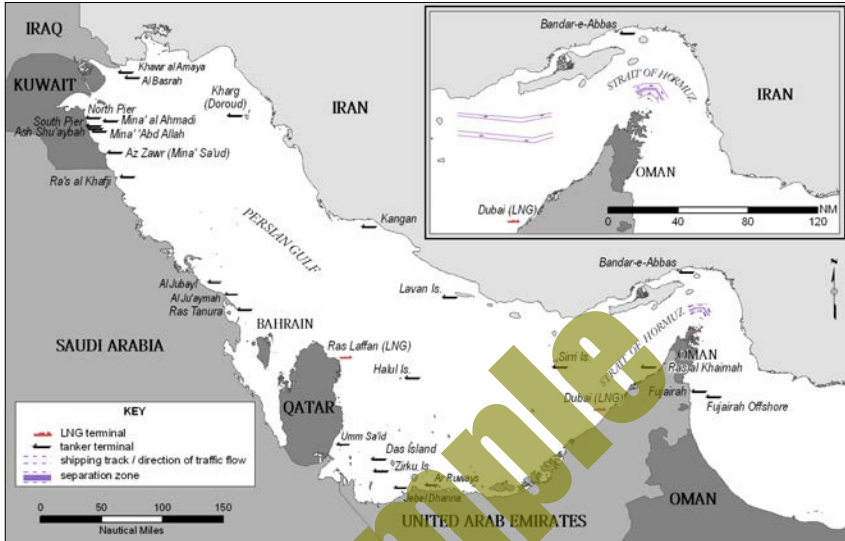 IRAQ
KUWAIT
Khawr al Amaya
Al Basrah
Kharg
(Doroud)
IRAN
North Pier
South Pier
Mina' al Ahmadi
Ash Shu'aybah
Mina' 'Abd Allah
Az Zawr (Mina' Sa'ud)
Ra's al Khafji
PERSIAN GULF
Kangan
Al Jubayl
Al Ju'aymah
Ras Tanura
Lavan Is.
SAUDI ARABIA
BAHRAIN
Ras Laffan (LNG)
Halul Is.
QATAR
Umm Sa'id
Das Island
Zirku Is.
Ar Ruways
Jebel Dhanna
UNITED ARAB EMIRATES
Sirri Is.
Dubai (LNG)
STRAIT OF HORMUZ
Bandar-e-Abbas
OMAN
Ras al Khaimah
Fujairah
Fujairah Offshore
OMAN
N
Bandar-e-Abbas
STRAIT OF HORMUZ
IRAN
OMAN
Dubai (LNG)
NM
0 40 80 120
KEY
LNG terminal
tanker terminal
shipping track / direction of traffic flow
separation zone
0 50 100 150
Nautical Miles